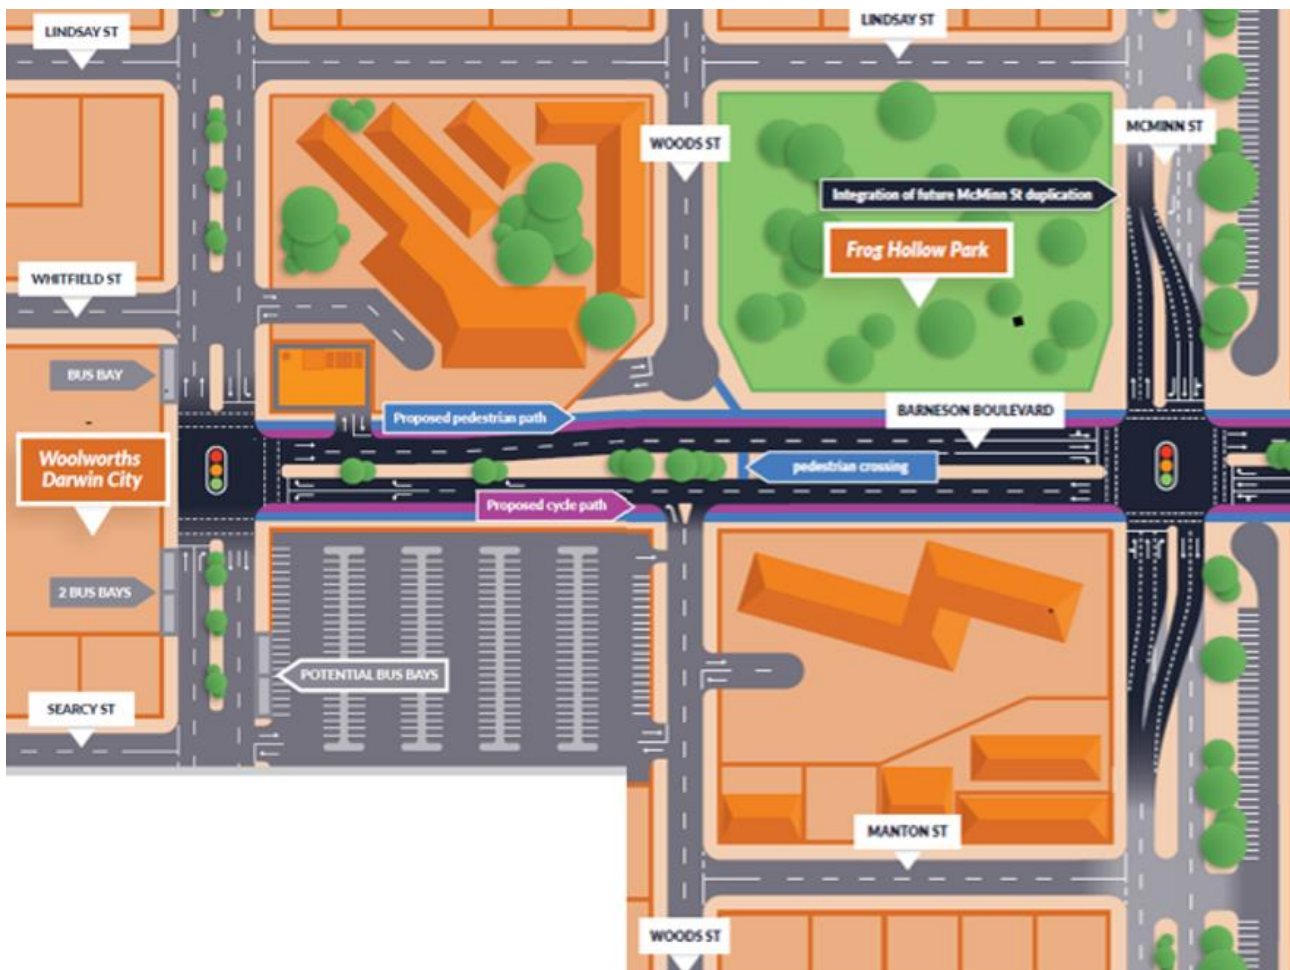 LINDSAY ST
LINDSAY ST
MCMINN ST
WOODS ST
Integration of future McMinn St duplication
Frog Hollow Park
WHITFIELD ST
BUS BAY
Proposed pedestrian path
BARNESON BOULEVARD
Woolworths
Darwin City
pedestrian crossing
Proposed cycle path
2 BUS BAYS
POTENTIAL BUS BAYS
SEARCY ST
MANTON ST
WOODS ST